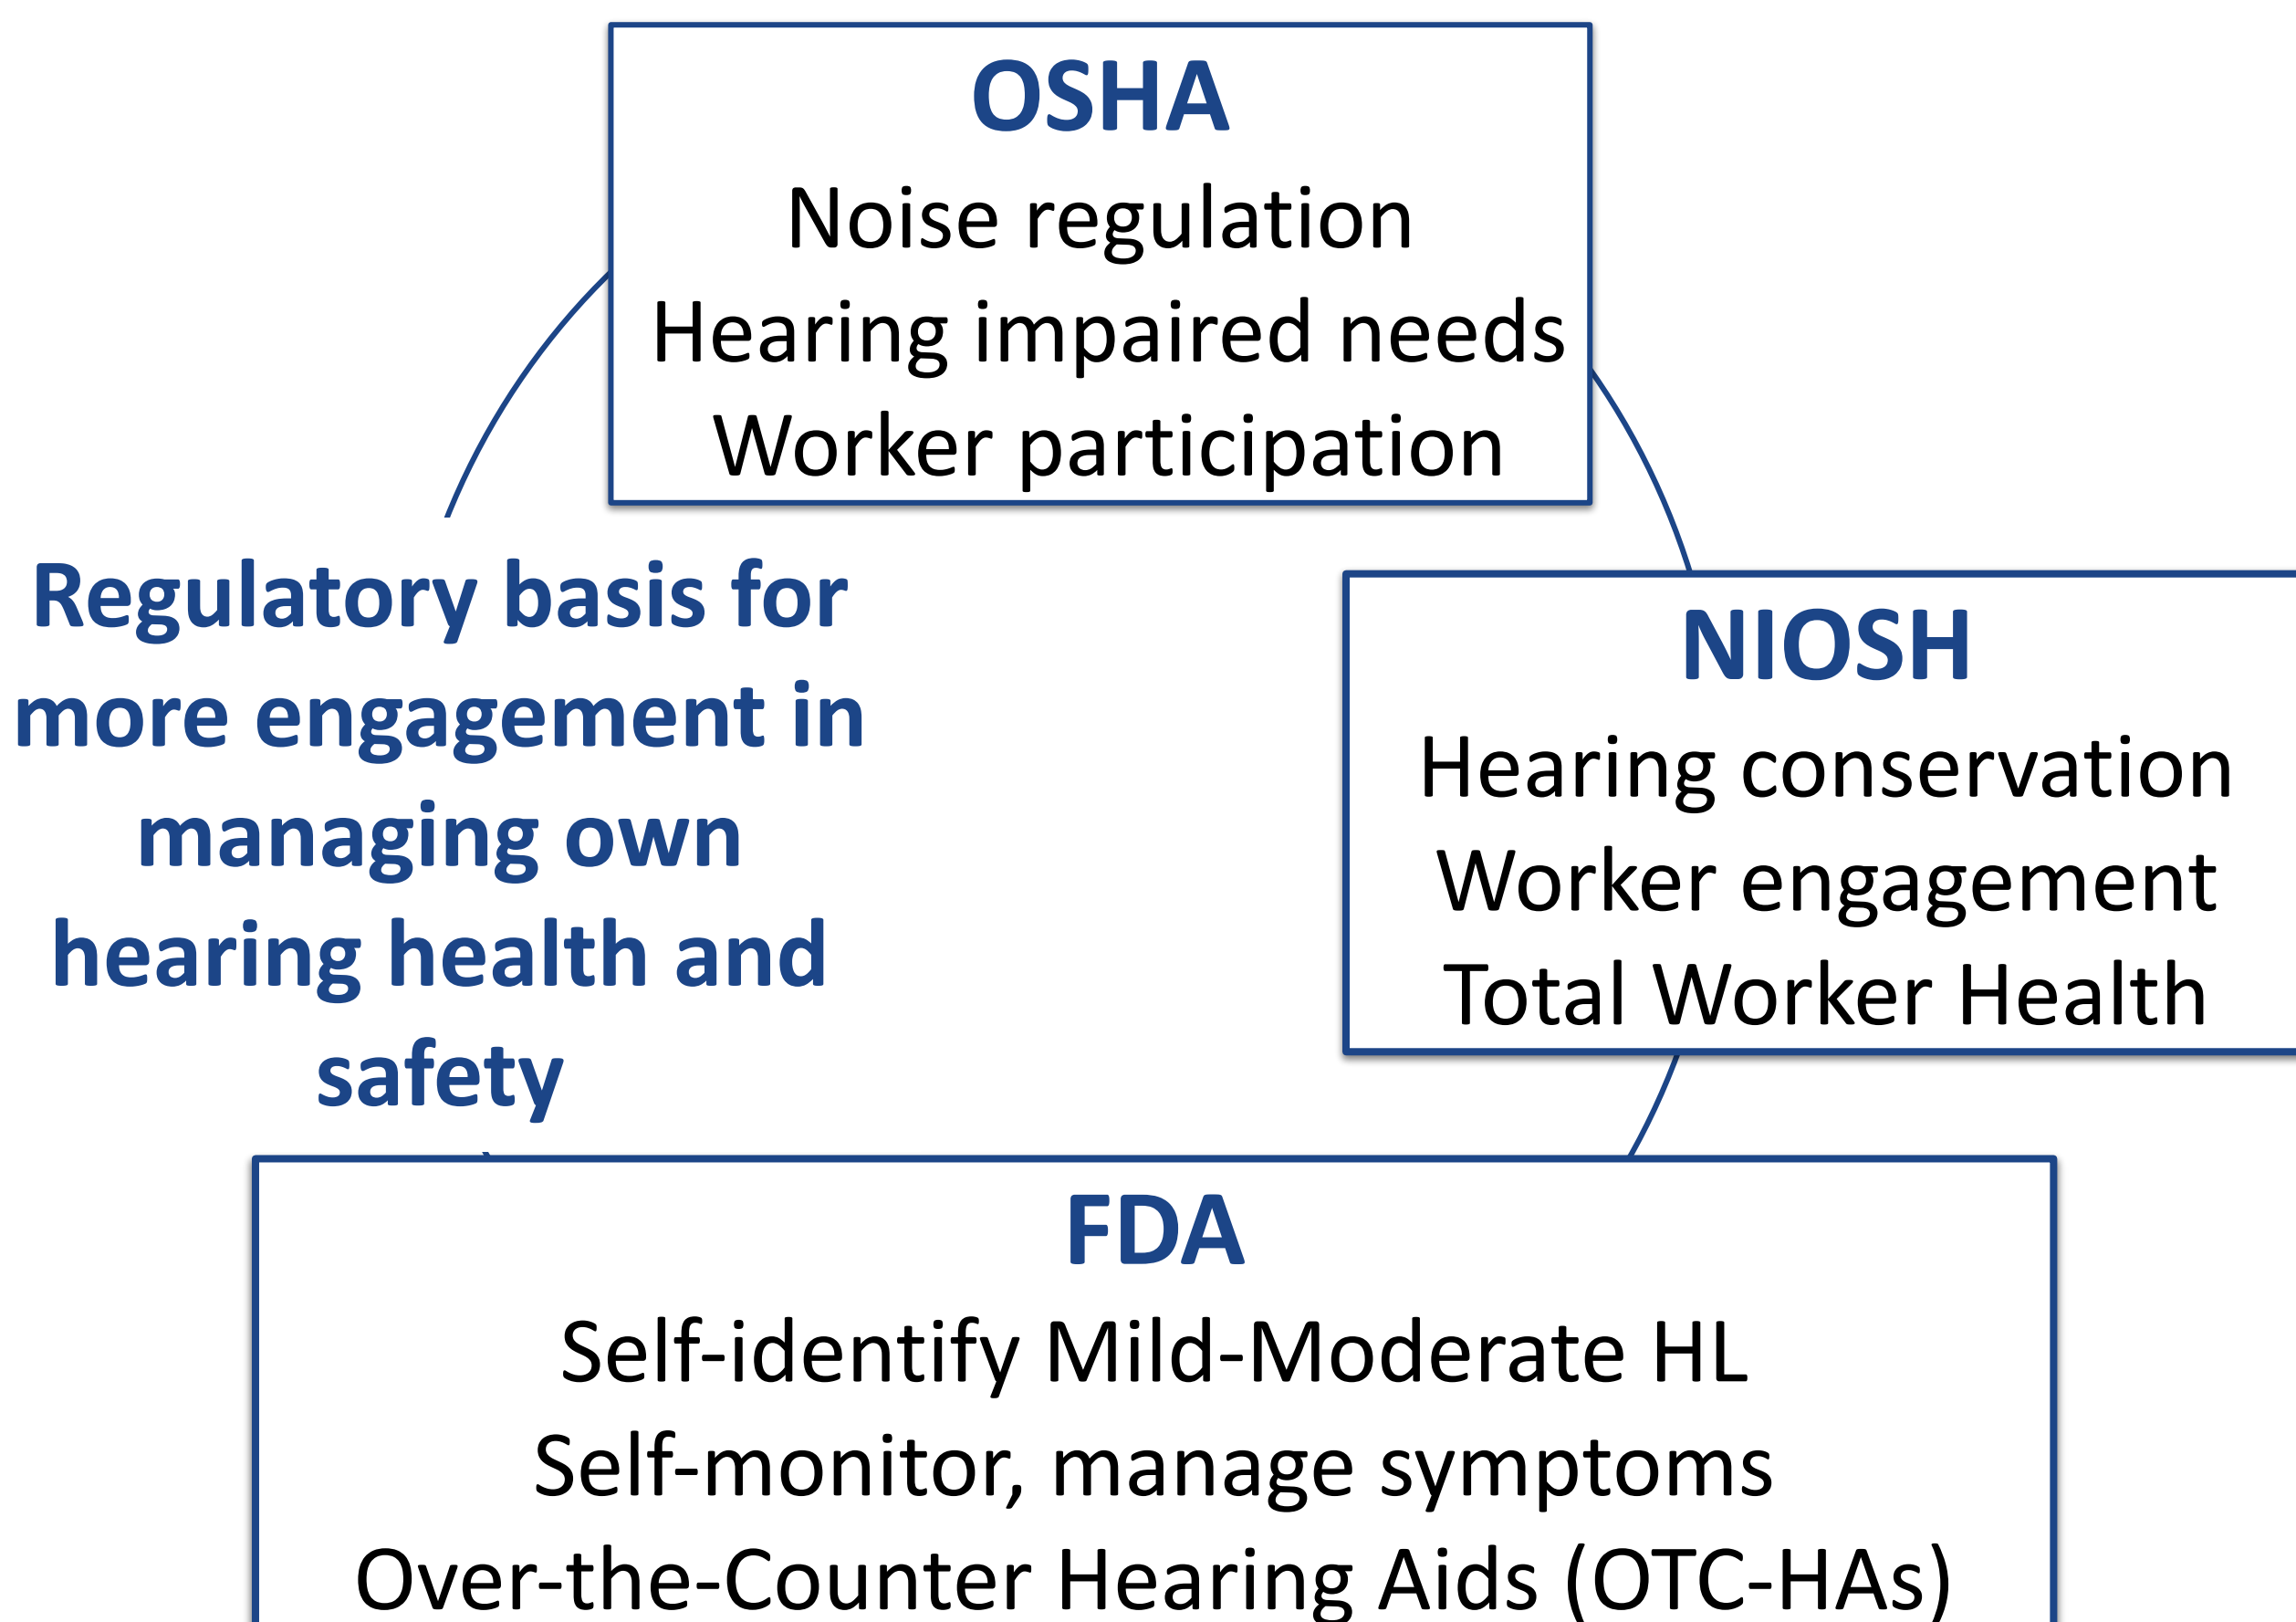 OSHA
Noise regulation
Hearing impaired needs
Worker participation
Regulatory basis for
more engagement in
managing own
hearing health and
safety
NIOSH
Hearing conservation
Worker engagement
Total Worker Health
FDA
Self-identify Mild-Moderate HL
Self-monitor, manage symptoms
Over-the-Counter Hearing Aids (OTC-HAs)